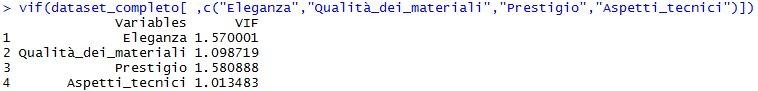 > vif(dataset_completo[ ,c("Eleganza","Qualità_dei_materiali","Prestigio","Aspetti_tecnici")])
Variables VIF
1 Eleganza 1.570001
2 Qualità_dei_materiali 1.098719
3 Prestigio 1.580888
4 Aspetti_tecnici 1.013483